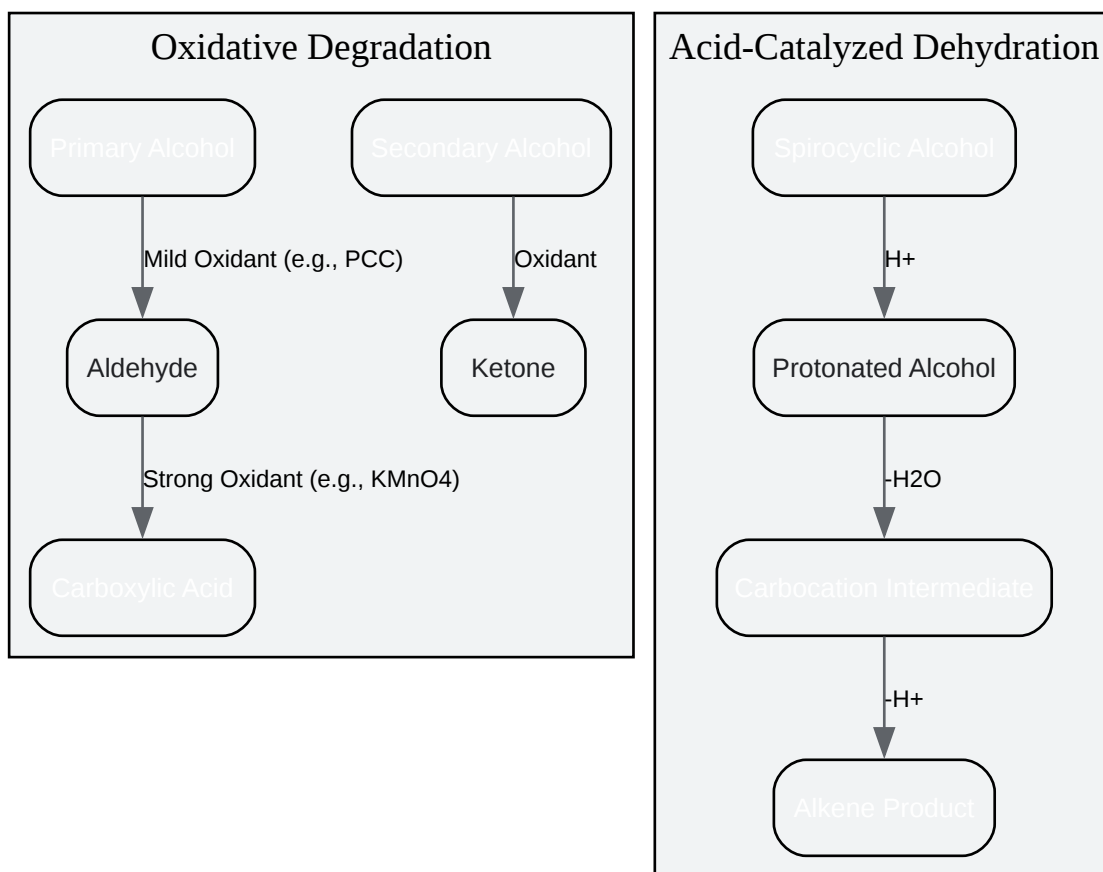 Oxidative Degradation
Primary Alcohol
Secondary Alcohol
Mild Oxidant (e.g., PCC)
Oxidant
Aldehyde
Ketone
Strong Oxidant (e.g., KMnO4)
Carboxylic Acid
Acid-Catalyzed Dehydration
Spirocyclic Alcohol
H+
Protonated Alcohol
-H2O
Carbocation Intermediate
-H+
Alkene Product